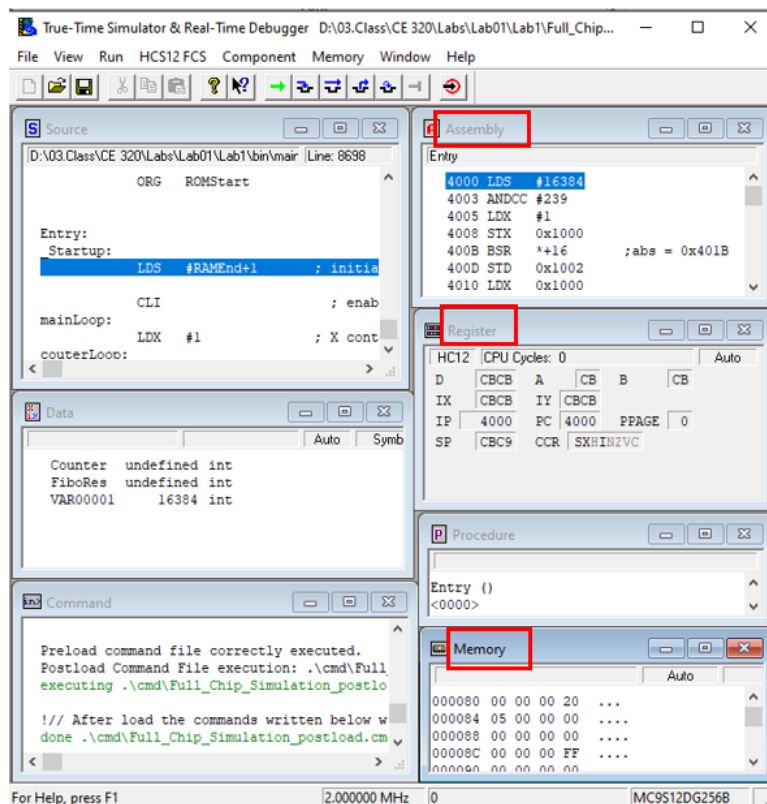 True-Time Simulator & Real-Time Debugger D:\03.Class\CE 320\Labs\Lab01\Lab1\Full_Chip...
File View Run HCS12 FCS Component Memory Window Help
Source
D:\03.Class\CE 320\Labs\Lab01\Lab1\bin\main Line: 8698
ORG ROMStart
Entry:
_Startup:
LDS #RAMEnd+1 ; initia
CLI ; enab
mainLoop:
LDX #1 ; X cont
couterLoop:
Assembly
Entry
4000 LDS #16384
4003 ANDCC #239
4005 LDX #1
4008 STX 0x1000
400B BSR *+16 ;abs = 0x401B
400D STD 0x1002
4010 LDX 0x1000
Register
HC12 CPU Cycles: 0 Auto
D CBCB A CB B CB
IX CBCB IY CBCB
IP 4000 PC 4000 PPAGE 0
SP CBC9 CCR SXHINZVC
Data
Auto Symb
Counter undefined int
FiboRes undefined int
VAR00001 16384 int
Procedure
Entry ()
<0000>
Command
Preload command file correctly executed.
Postload Command File execution: .\cmd\Full_
executing .\cmd\Full_Chip_Simulation_postlo
!// After load the commands written below w
done .\cmd\Full_Chip_Simulation_postload.cm
Memory
Auto
000080 00 00 00 20 ...
000084 05 00 00 00 ....
000088 00 00 00 00 ....
00008C 00 00 00 FF ....
000090 00 00 00 00
For Help, press F1 2.000000 MHz 0 MC9S12DG256B